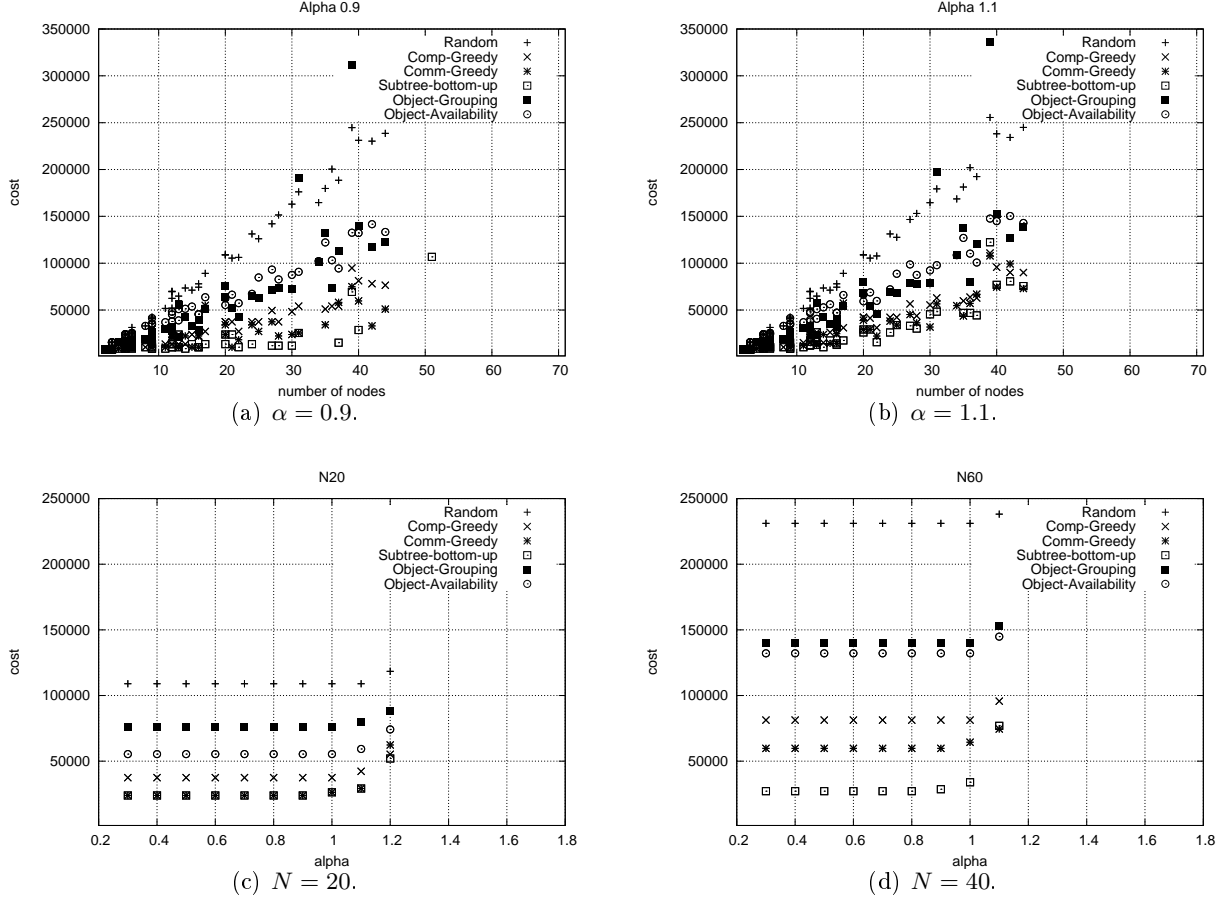 Alpha 0.9
350000
300000
250000
200000
150000
100000
50000
cost
10 20 30 40 50 60 70
number of nodes
Random
Comp-Greedy
Comm-Greedy
Subtree-bottom-up
Object-Grouping
Object-Availability
(a) α = 0.9.
Alpha 1.1
350000
300000
250000
200000
150000
100000
50000
cost
10 20 30 40 50 60 70
number of nodes
Random
Comp-Greedy
Comm-Greedy
Subtree-bottom-up
Object-Grouping
Object-Availability
(b) α = 1.1.
N20
250000
200000
150000
100000
50000
cost
0.2 0.4 0.6 0.8 1 1.2 1.4 1.6 1.8
alpha
Random
Comp-Greedy
Comm-Greedy
Subtree-bottom-up
Object-Grouping
Object-Availability
(c) N = 20.
N60
250000
200000
150000
100000
50000
cost
0.2 0.4 0.6 0.8 1 1.2 1.4 1.6 1.8
alpha
Random
Comp-Greedy
Comm-Greedy
Subtree-bottom-up
Object-Grouping
Object-Availability
(d) N = 40.